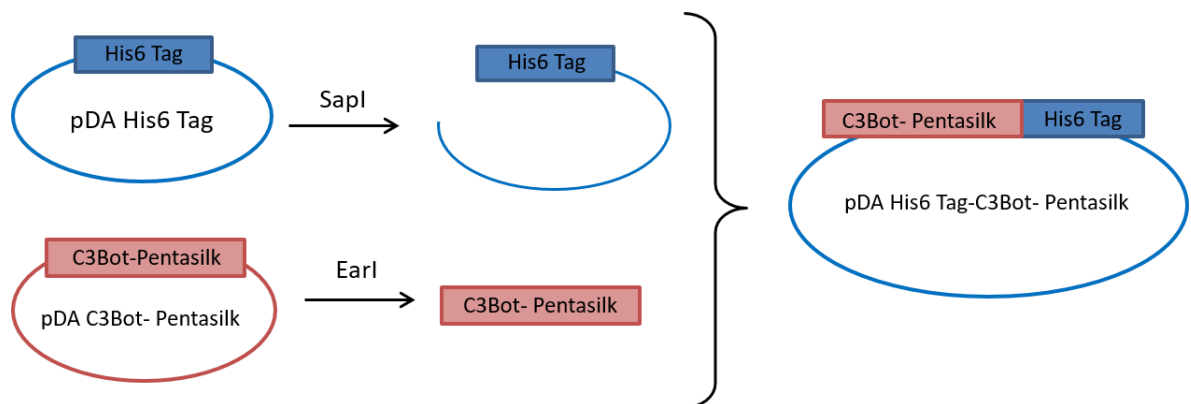 His6 Tag
pDA His6 Tag
SapI
His6 Tag
C3Bot-Pentasilk
pDA C3Bot- Pentasilk
EarI
C3Bot- Pentasilk
C3Bot- Pentasilk
His6 Tag
pDA His6 Tag-C3Bot- Pentasilk